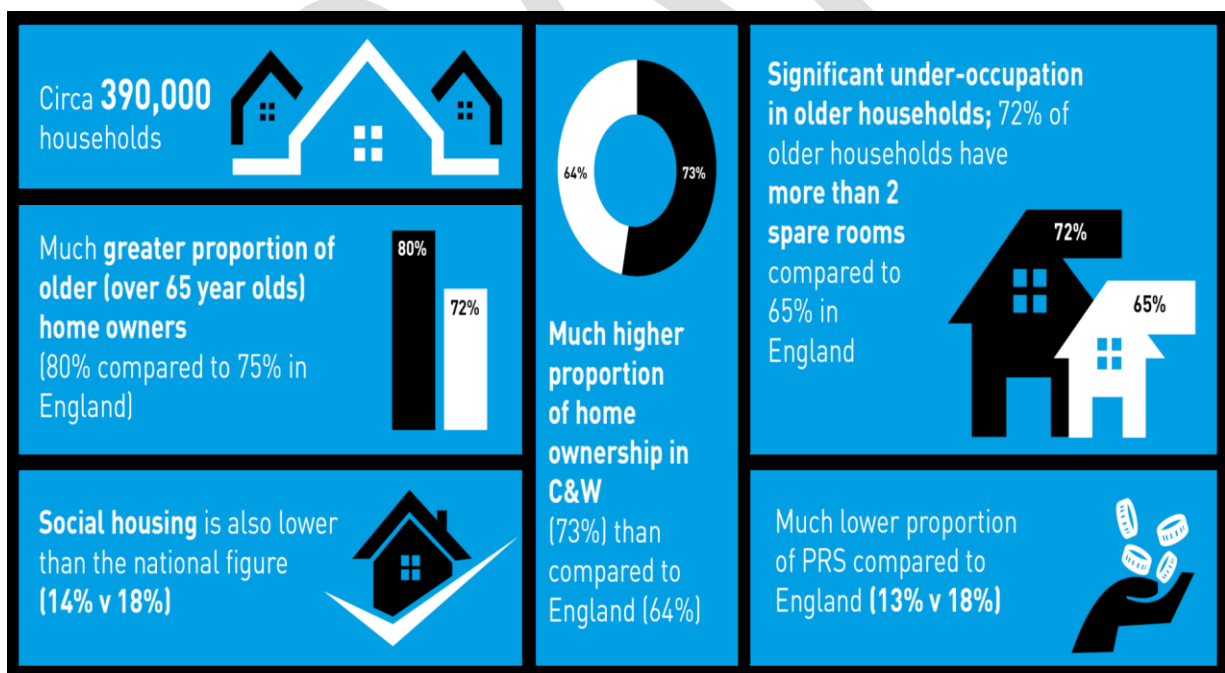 Circa 390,000
households
Much greater proportion of
older (over 65 year olds)
home owners
(80% compared to 75% in
England)
80%
72%
Social housing is also lower
than the national figure
(14% v 18%)
64%
73%
Much higher
proportion
of home
ownership in
C&W
(73%) than
compared to
England (64%)
Significant under-occupation
in older households; 72% of
older households have
more than 2
spare rooms
compared to
65% in
England
72%
65%
Much lower proportion
of PRS compared to
England (13% v 18%)